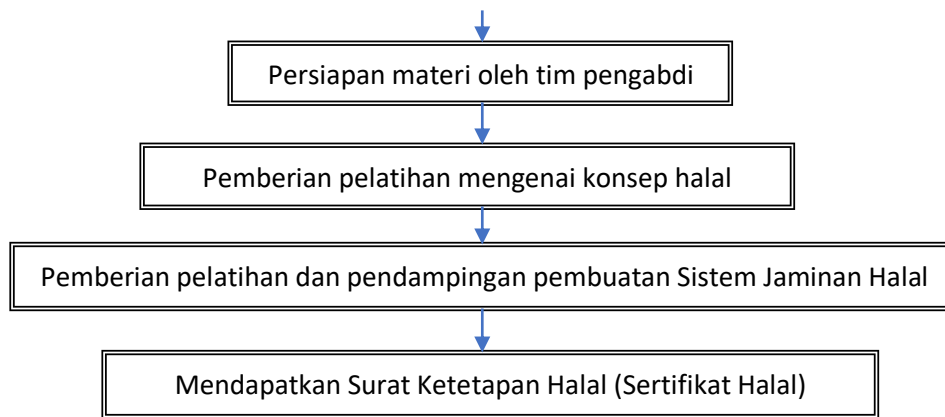 Persiapan materi oleh tim pengabdi
Pemberian pelatihan mengenai konsep halal
Pemberian pelatihan dan pendampingan pembuatan Sistem Jaminan Halal
Mendapatkan Surat Ketetapan Halal (Sertifikat Halal)